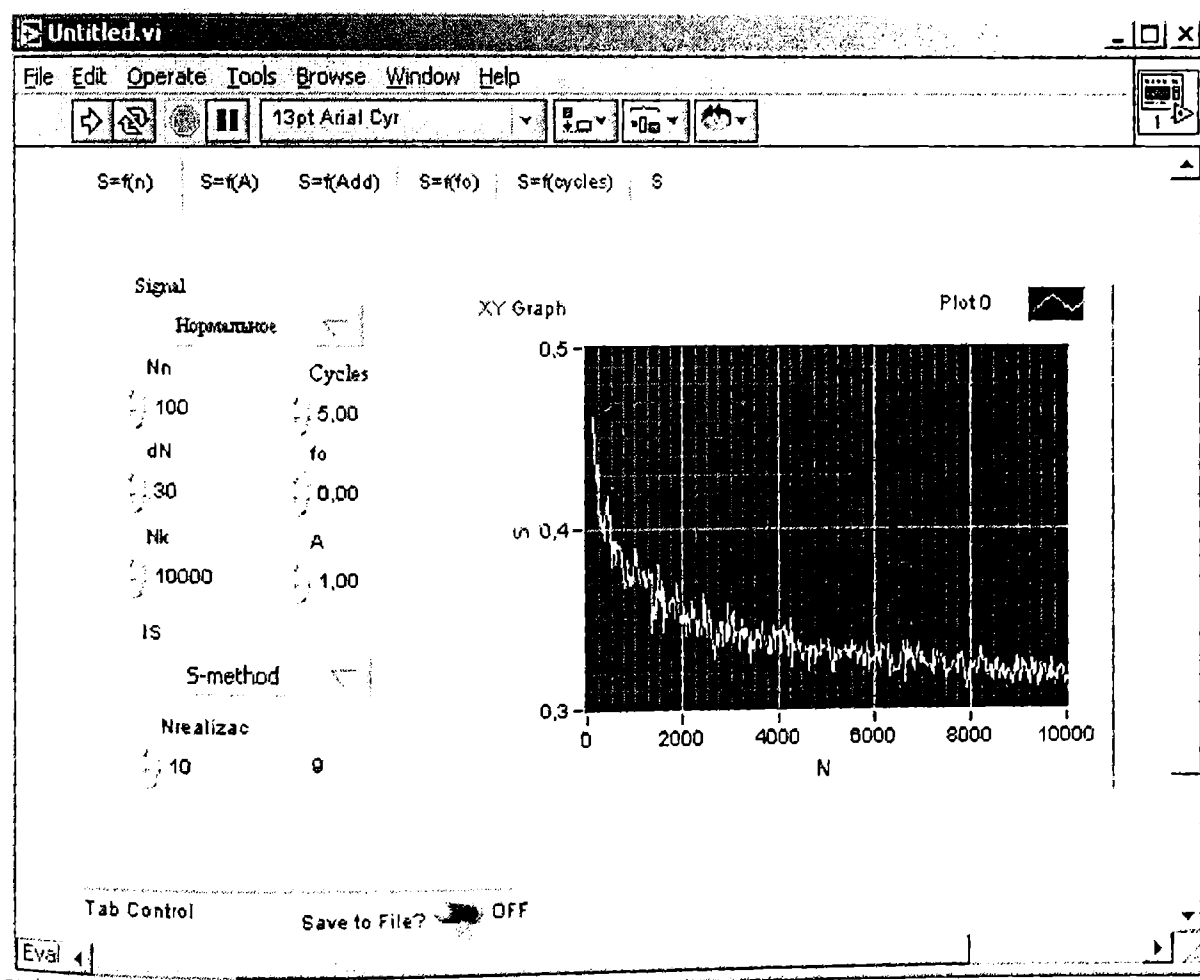 Untitled.vi
File Edit Operate Tools Browse Window Help
13pt Arial Cyr
1
S=f(n) S=f(A) S=f(Add) S=f(fo) S=f(cycles) S
Signal
Нормальное
Nn
100
Cycles
5,00
dN
30
fo
0,00
Nk
10000
A
1,00
IS
S-method
Nrealizac
10 9
XY Graph
Plot 0
0,5
S 0,4
0,3
0 2000 4000 6000 8000 10000
N
Tab Control
Save to File? OFF
Eval